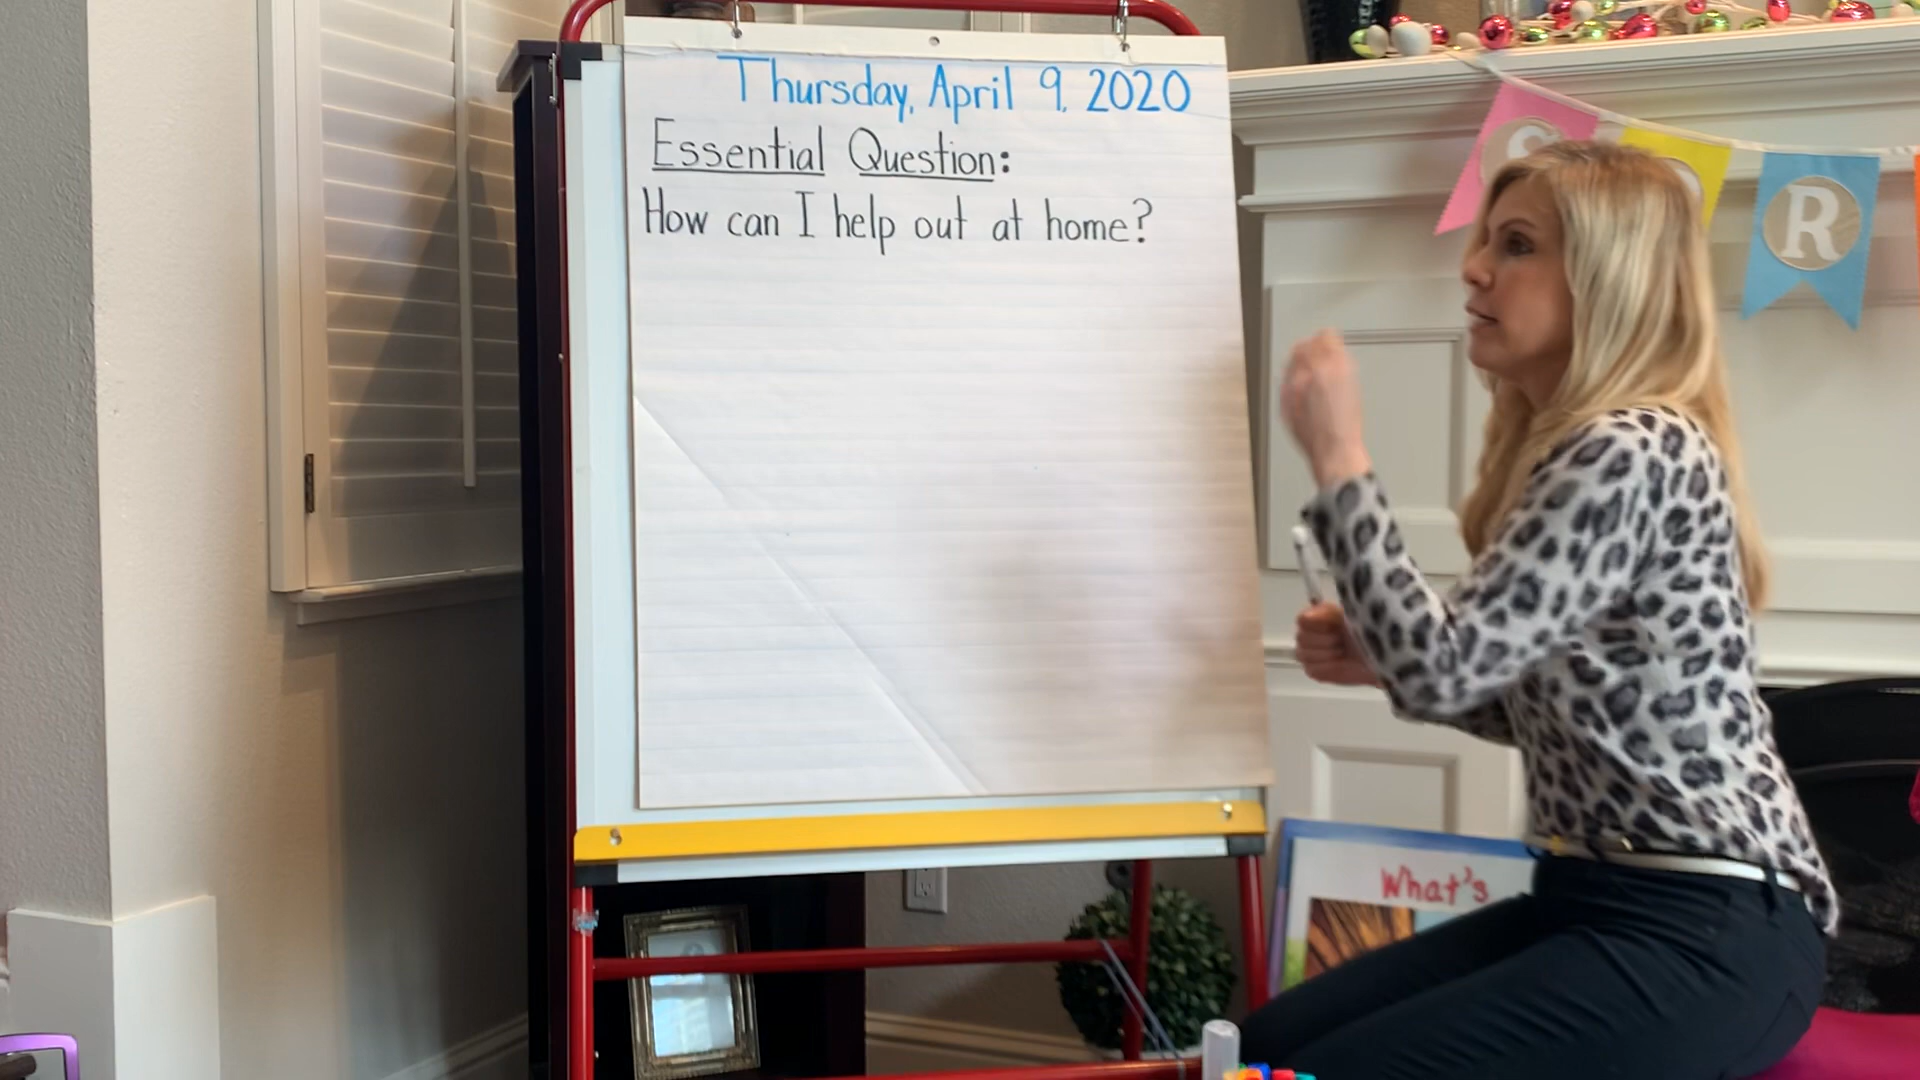 Thursday, April 9, 2020
Essential Question:
How can I help out at home?
R
What's